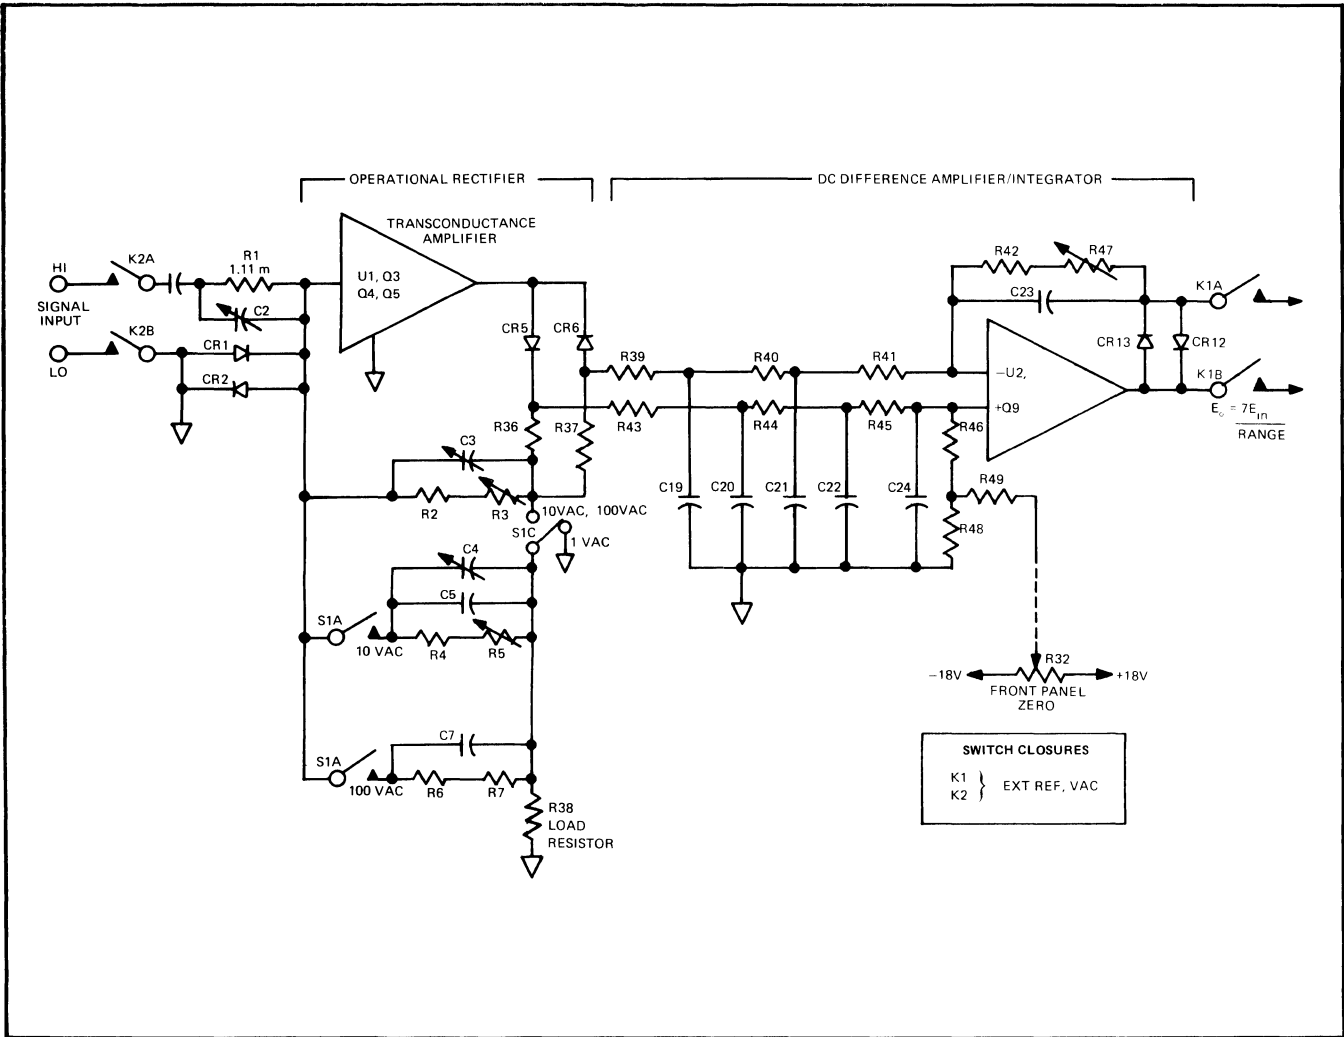 OPERATIONAL RECTIFIER
DC DIFFERENCE AMPLIFIER/INTEGRATOR
TRANSCONDUCTANCE
AMPLIFIER
HI
K2A
R1
1.11 m
U1, Q3
Q4, Q5
SIGNAL
INPUT
C2
K2B
LO
CR1
CR2
CR5
CR6
R42
R47
C23
K1A
R39
R40
R41
CR13
CR12
-U2,
K1B
+Q9
E₀ = 7Ein
RANGE
R43
R44
R45
R46
R36
R37
C3
R2
R3
C19
C20
C21
C22
C24
R49
R48
10VAC, 100VAC
S1C
1 VAC
C4
C5
S1A
10 VAC
R4
R5
R32
-18V
+18V
FRONT PANEL
ZERO
C7
S1A
100 VAC
R6
R7
R38
LOAD
RESISTOR
SWITCH CLOSURES
K1
K2
} EXT REF, VAC